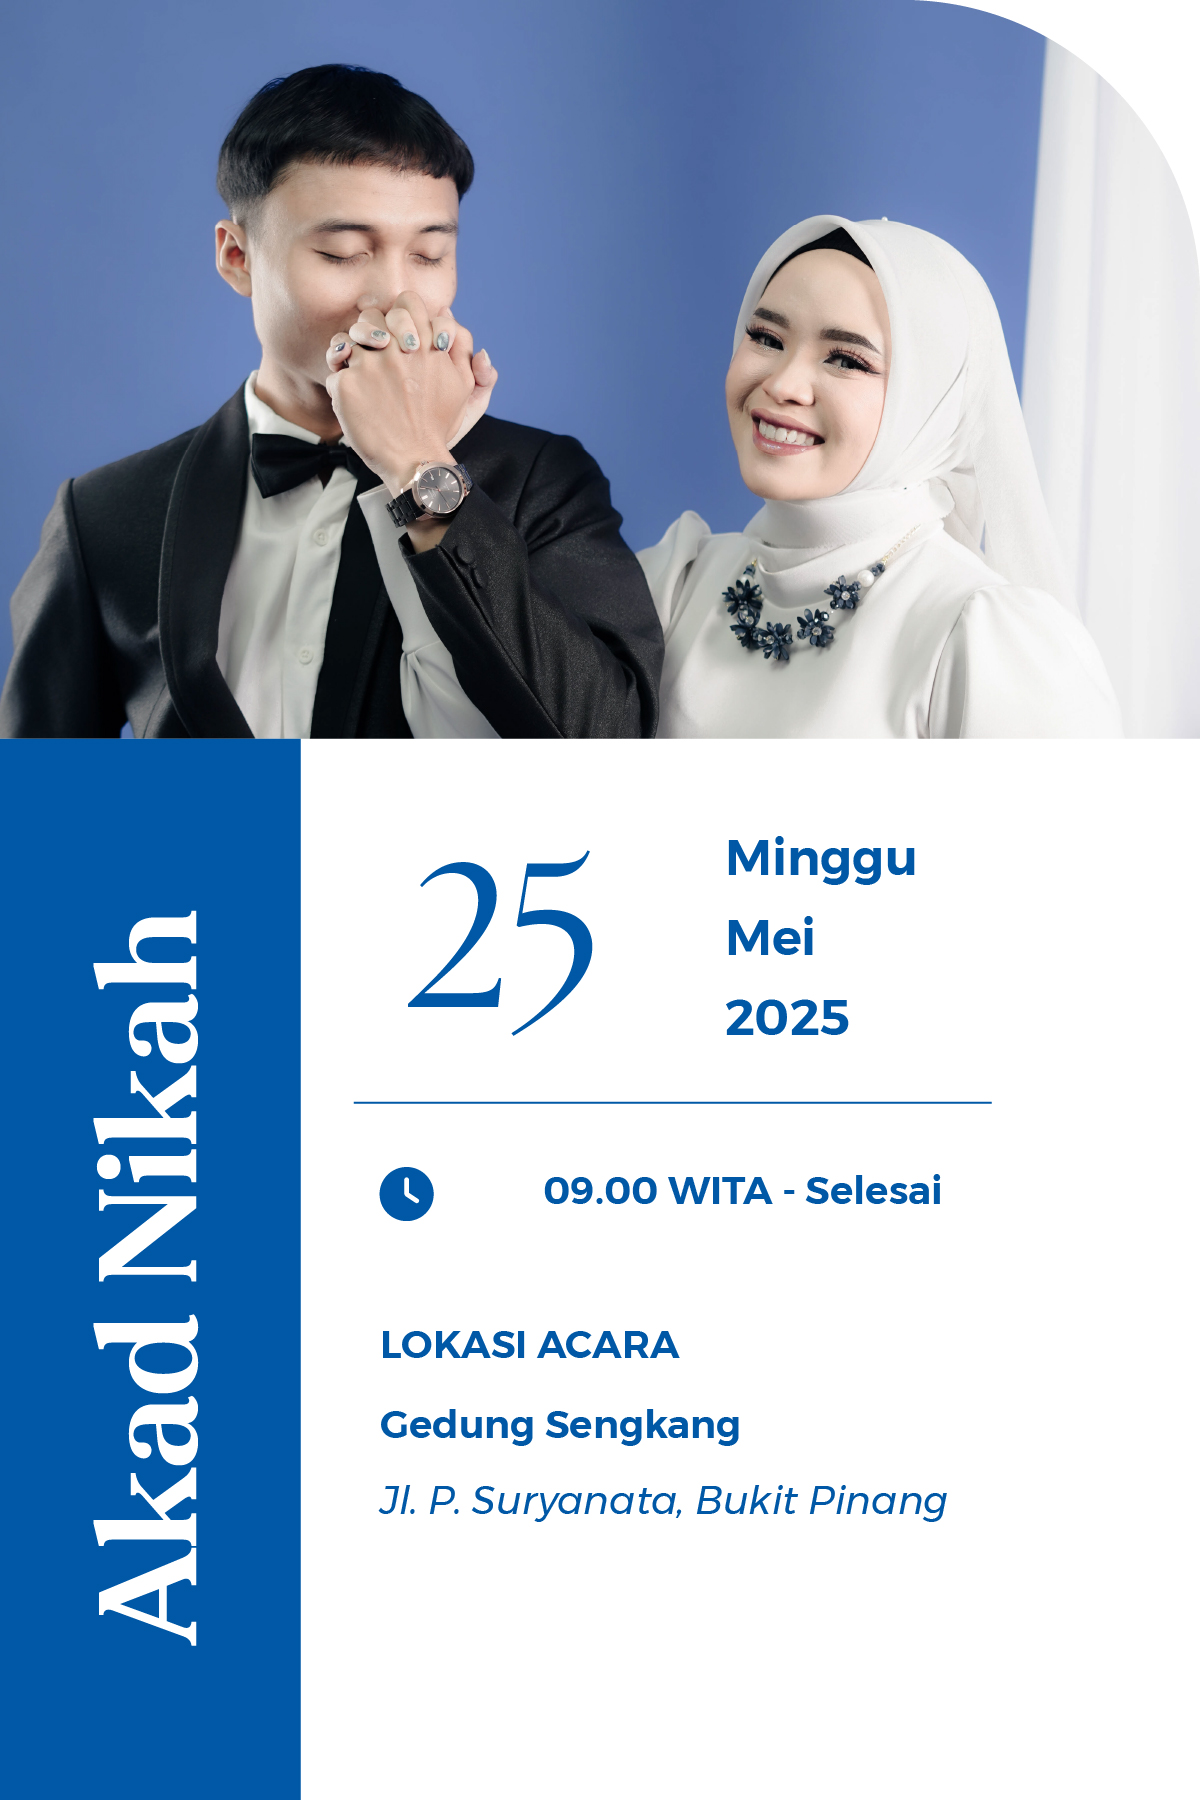 Akad Nikah
25
Minggu
Mei
2025
09.00 WITA - Selesai
LOKASI ACARA
Gedung Sengkang
Jl. P. Suryanata, Bukit Pinang